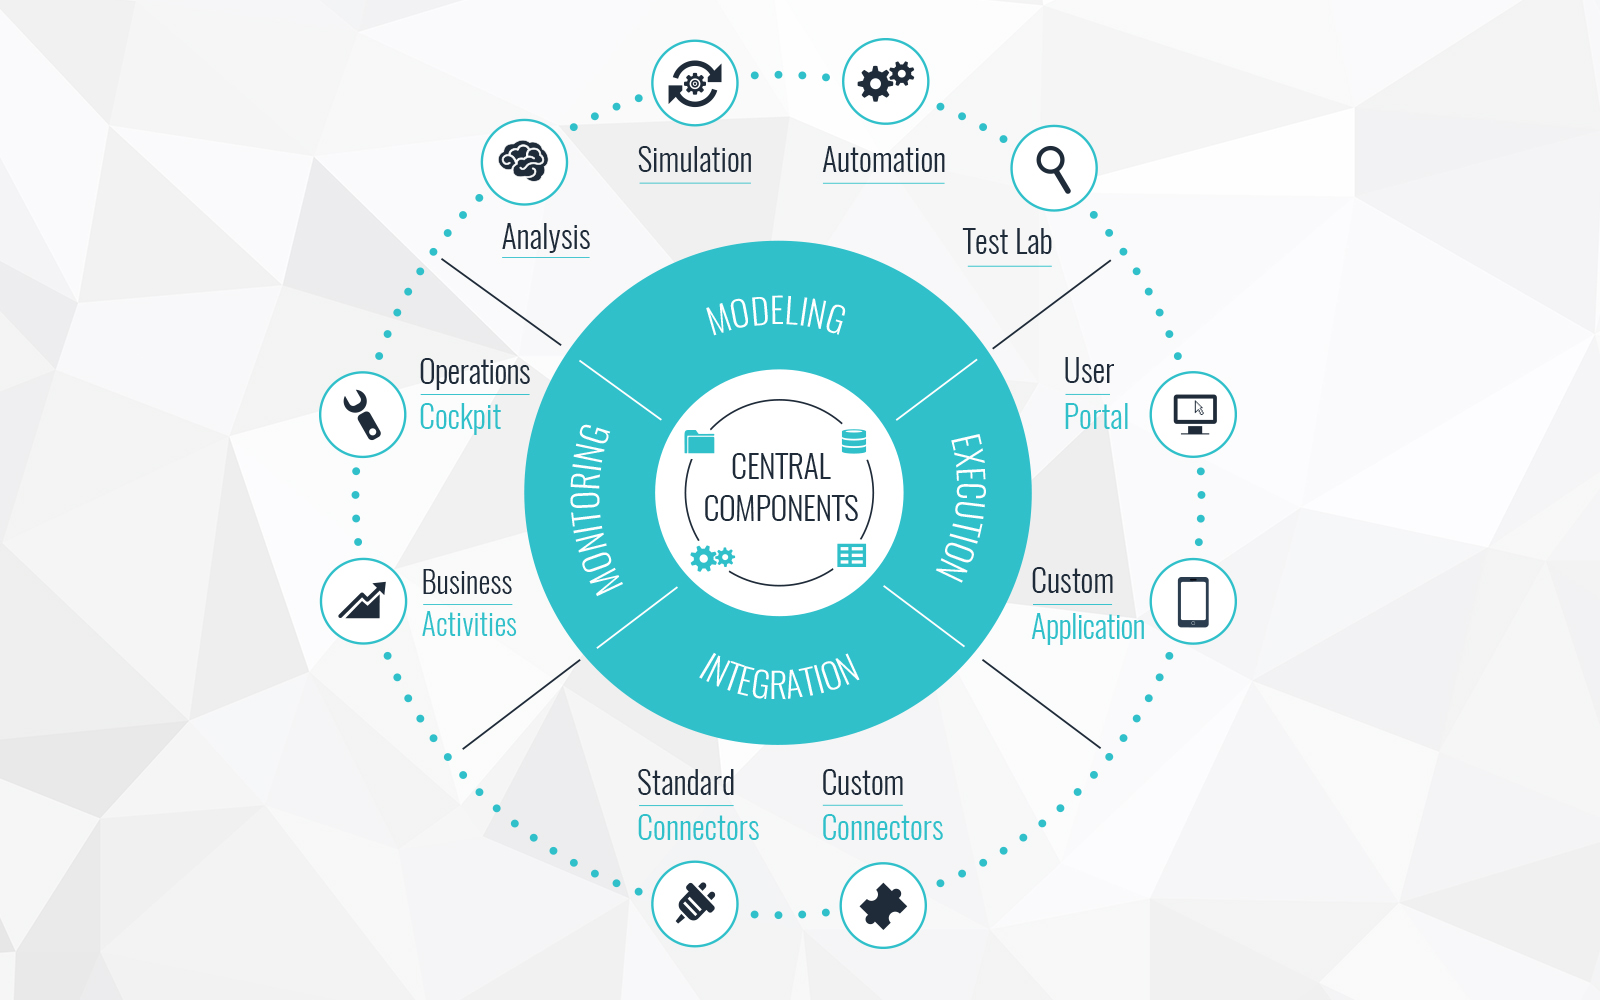 Simulation
Automation
Analysis
Test Lab
MODELING
Operations
Cockpit
User
Portal
MONITORING
CENTRAL
COMPONENTS
EXECUTION
Business
Activities
Custom
Application
INTEGRATION
Standard
Connectors
Custom
Connectors